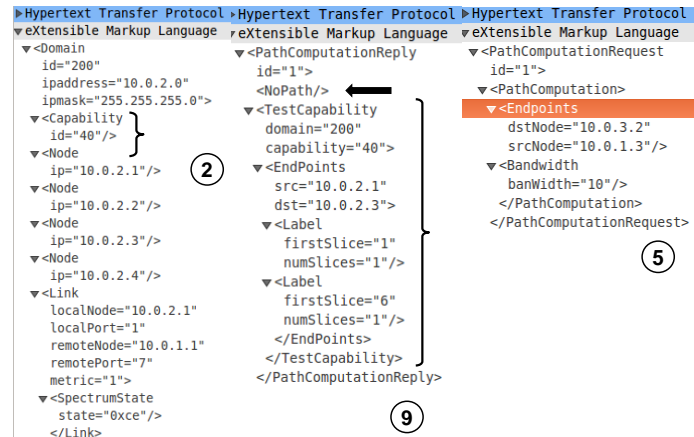 Hypertext Transfer Protocol
eXtensible Markup Language
<Domain
id="200"
ipaddress="10.0.2.0"
ipmask="255.255.255.0">
<Capability
id="40"/>
<Node
ip="10.0.2.1"/>
<Node
ip="10.0.2.2"/>
<Node
ip="10.0.2.3"/>
<Node
ip="10.0.2.4"/>
<Link
localNode="10.0.2.1"
localPort="1"
remoteNode="10.0.1.1"
remotePort="7"
metric="1">
<SpectrumState
state="0xce"/>
</Link>
2
Hypertext Transfer Protocol
eXtensible Markup Language
<PathComputationReply
id="1">
<NoPath/>
<TestCapability
domain="200"
capability="40">
<EndPoints
src="10.0.2.1"
dst="10.0.2.3">
<Label
firstSlice="1"
numSlices="1"/>
<Label
firstSlice="6"
numSlices="1"/>
</EndPoints>
</TestCapability>
</PathComputationReply>
9
Hypertext Transfer Protocol
eXtensible Markup Language
<PathComputationRequest
id="1">
<PathComputation>
<Endpoints
dstNode="10.0.3.2"
srcNode="10.0.1.3"/>
<Bandwidth
banWidth="10"/>
</PathComputation>
</PathComputationRequest>
5